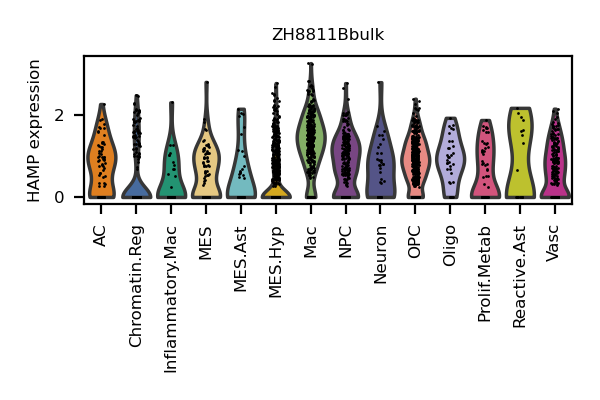 ZH8811Bbulk
HAMP expression
2
0
AC
Chromatin.Reg
Inflammatory.Mac
MES
MES.Ast
MES.Hyp
Mac
NPC
Neuron
OPC
Oligo
Prolif.Metab
Reactive.Ast
Vasc